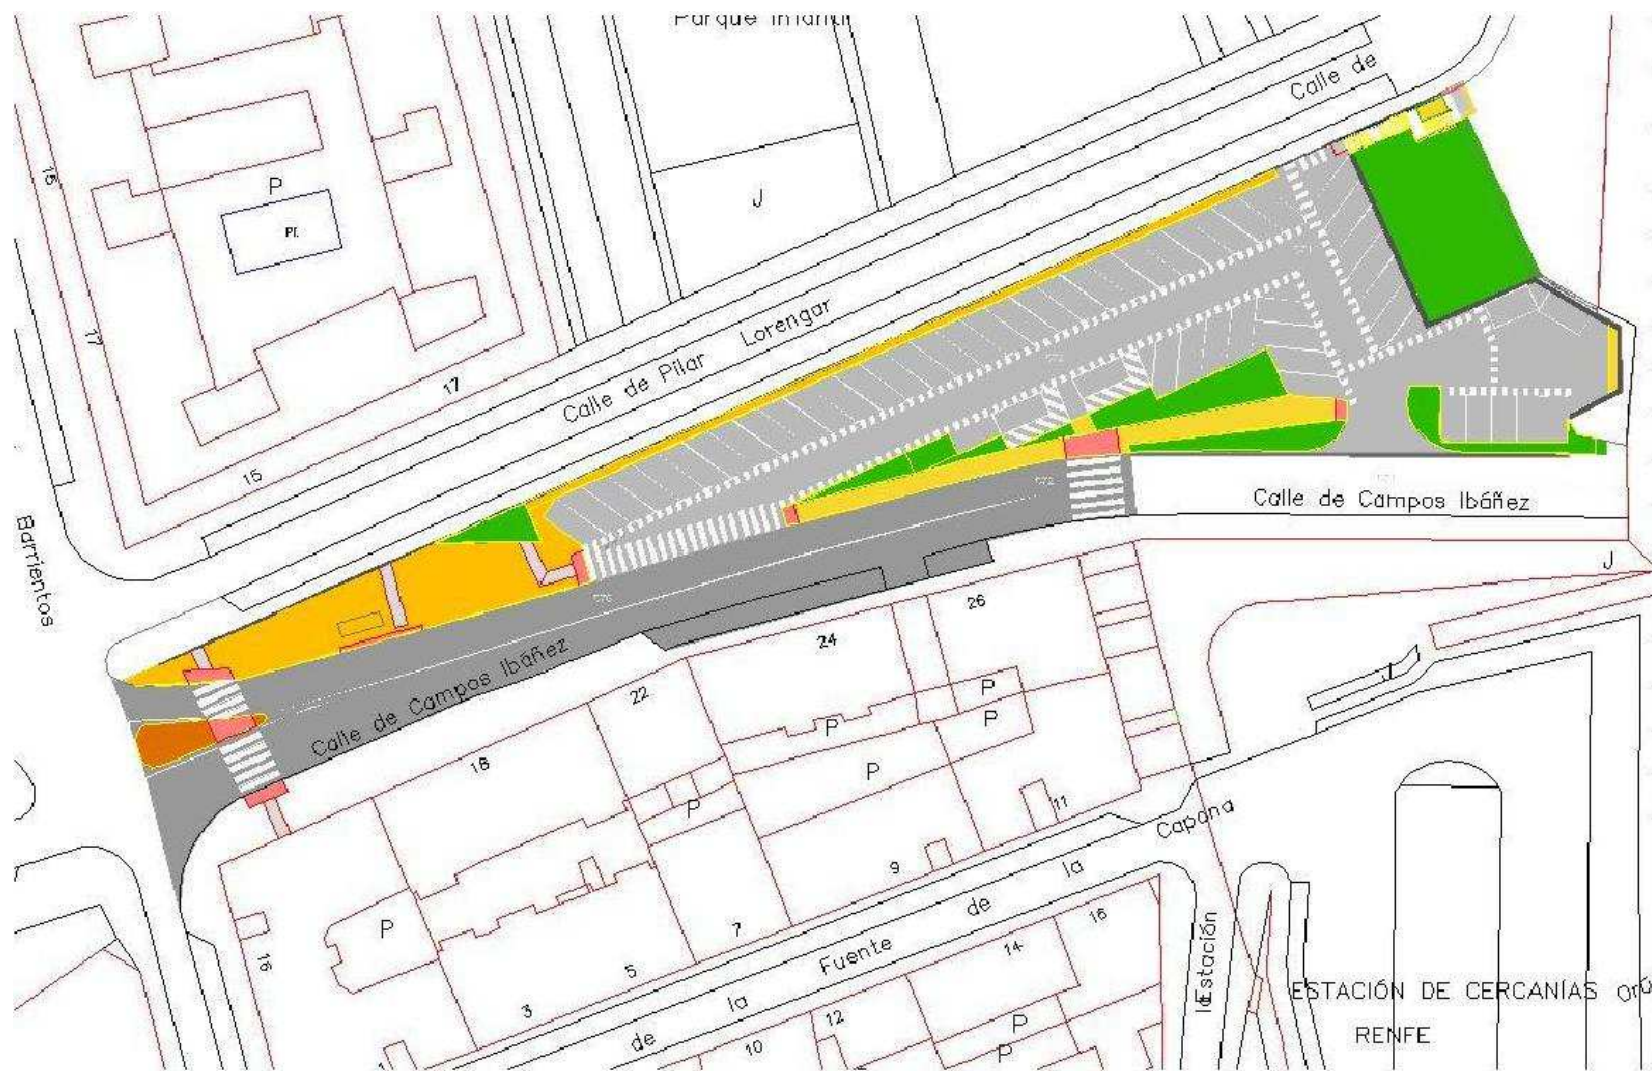 Parque Infantil
Calle de
15
P
J
PI.
17
Calle de Pilar Lorengar
17
15
Barrientos
Calle de Campos Ibáñez
J
26
24
Calle de Campos Ibáñez
22
P
P
P
18
P
P
J
11
Capona
9
P
16
7
de la Fuente de la
16
14
5
3
la Estación
ESTACIÓN DE CERCANÍAS
RENFE
12
10
P
P